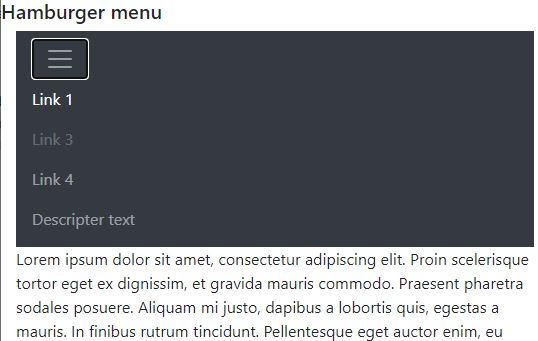 Hamburger menu
Link 1
Link 3
Link 4
Descripter text
Lorem ipsum dolor sit amet, consectetur adipiscing elit. Proin scelerisque
tortor eget ex dignissim, et gravida mauris commodo. Praesent pharetra
sodales posuere. Aliquam mi justo, dapibus a lobortis quis, egestas a
mauris. In finibus rutrum tincidunt. Pellentesque eget auctor enim, eu